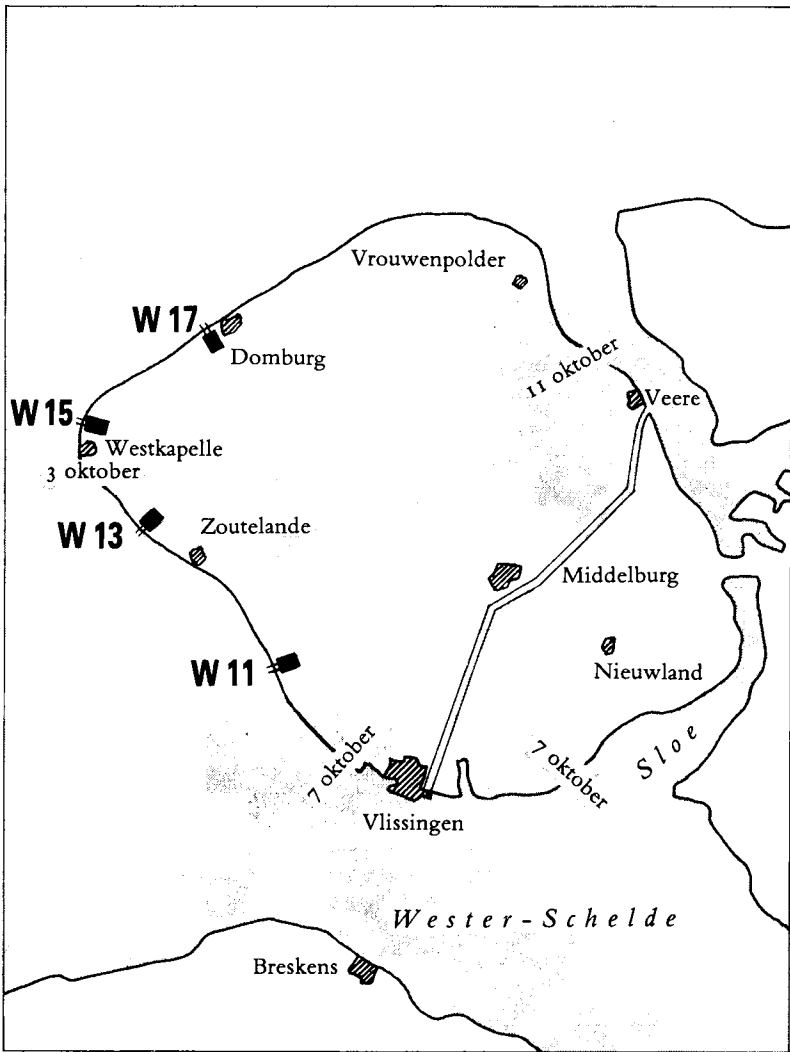 Vrouwenpolder
W 17
Domburg
11 oktober
Veere
W 15
Westkapelle
3 oktober
W 13
Zoutelande
Middelburg
W 11
Nieuwland
7 oktober
7 oktober
Sloe
Vlissingen
Wester-Schelde
Breskens